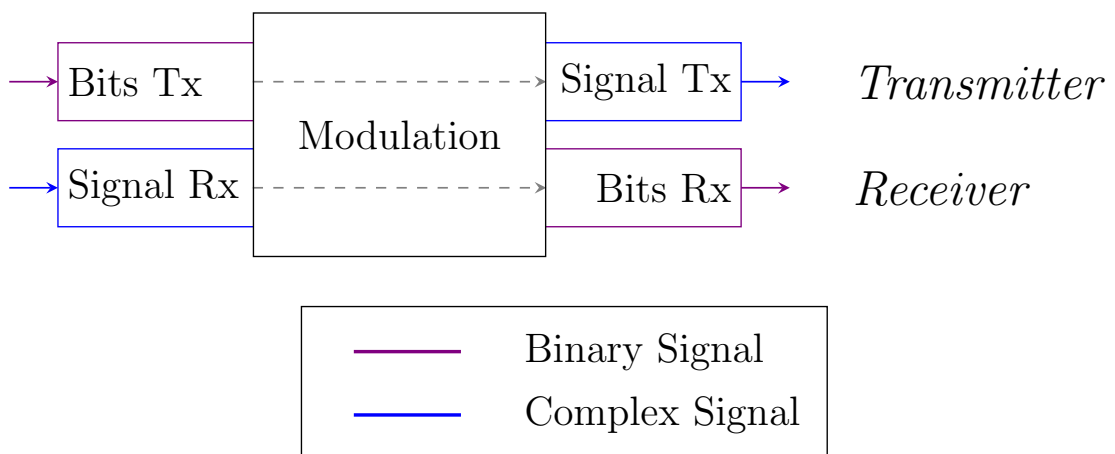 Bits Tx
Signal Tx
Transmitter
Modulation
Signal Rx
Bits Rx
Receiver
Binary Signal
Complex Signal